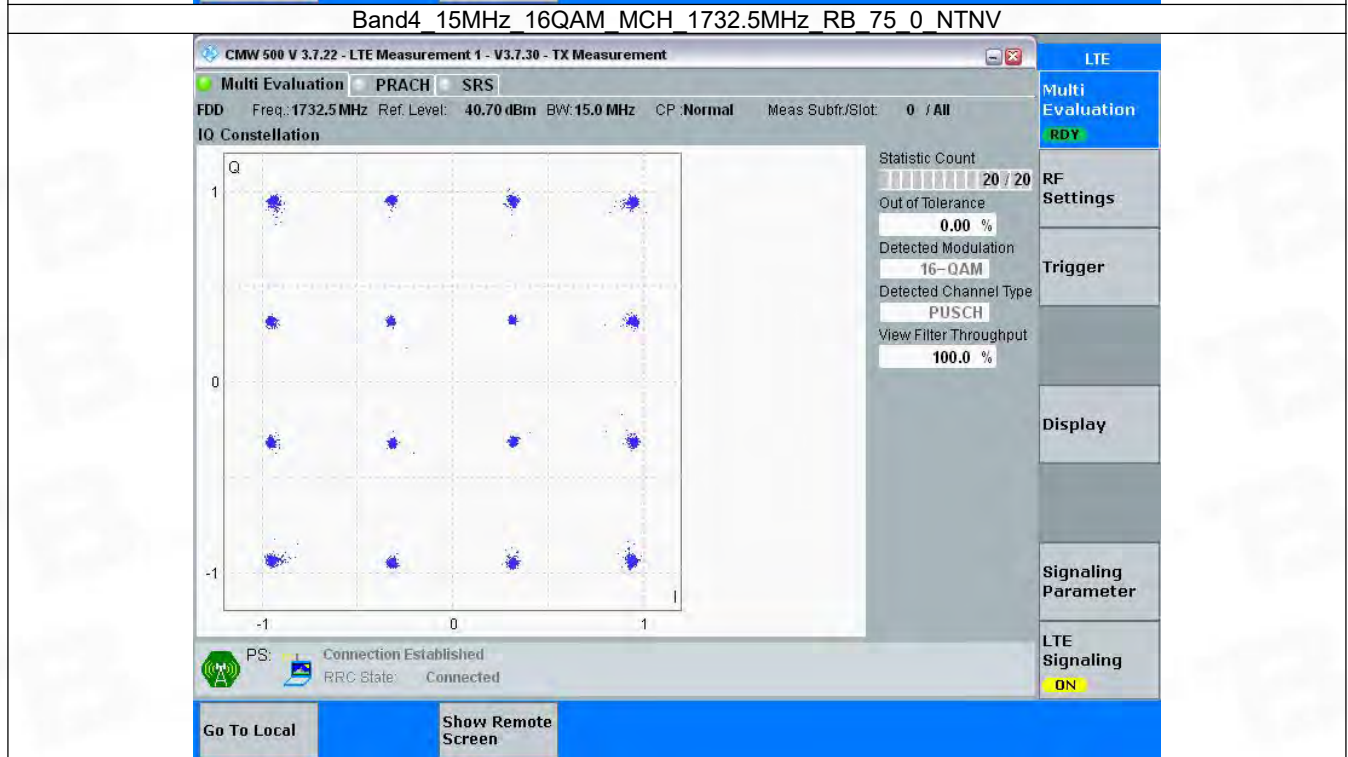 Band4_15MHz_16QAM_MCH_1732.5MHz_RB_75_0_NTNV
CMW 500 V 3.7.22 - LTE Measurement 1 - V3.7.30 - TX Measurement
LTE
Multi Evaluation PRACH SRS
Multi
Evaluation
RDY
FDD Freq.:1732.5 MHz Ref. Level: 40.70 dBm BW:15.0 MHz CP :Normal Meas Subfr./Slot: 0 / All
IQ Constellation
Q
1
0
-1
-1 0 1
I
Statistic Count
20 / 20
Out of Tolerance
0.00 %
Detected Modulation
16-QAM
Detected Channel Type
PUSCH
View Filter Throughput
100.0 %
RF
Settings
Trigger
Display
Signaling
Parameter
LTE
Signaling
ON
PS: Connection Established
RRC State: Connected
Go To Local
Show Remote
Screen